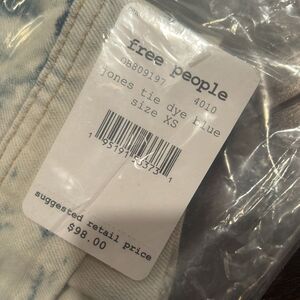 free people
OB809197 4010
jones tie dye blue
size XS
suggested retail price
$98.00